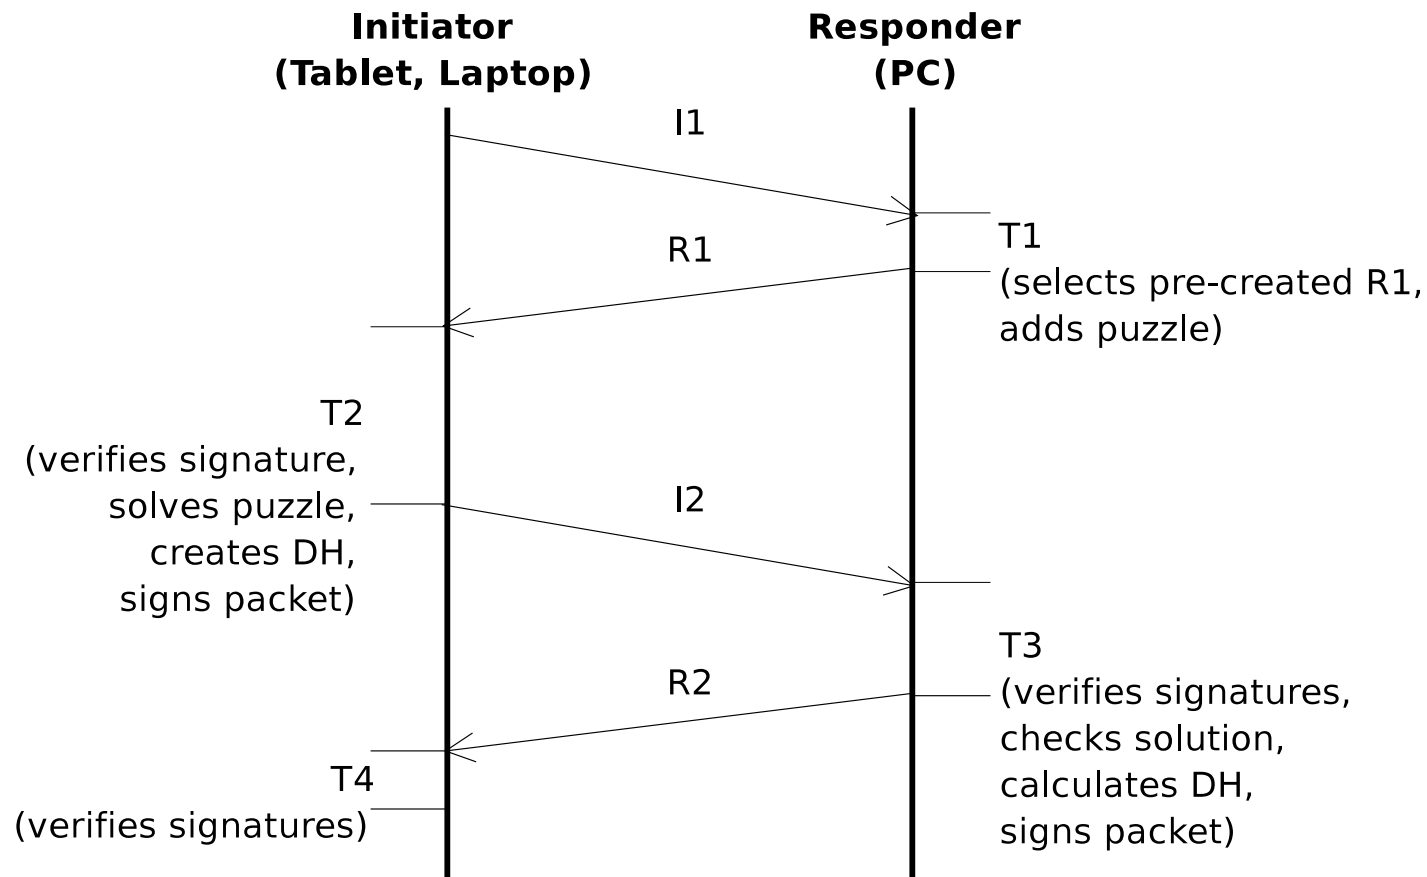 Initiator
(Tablet, Laptop)
Responder
(PC)
I1
R1
T1
(selects pre-created R1,
adds puzzle)
T2
(verifies signature,
solves puzzle,
creates DH,
signs packet)
I2
R2
T3
(verifies signatures,
checks solution,
calculates DH,
signs packet)
T4
(verifies signatures)